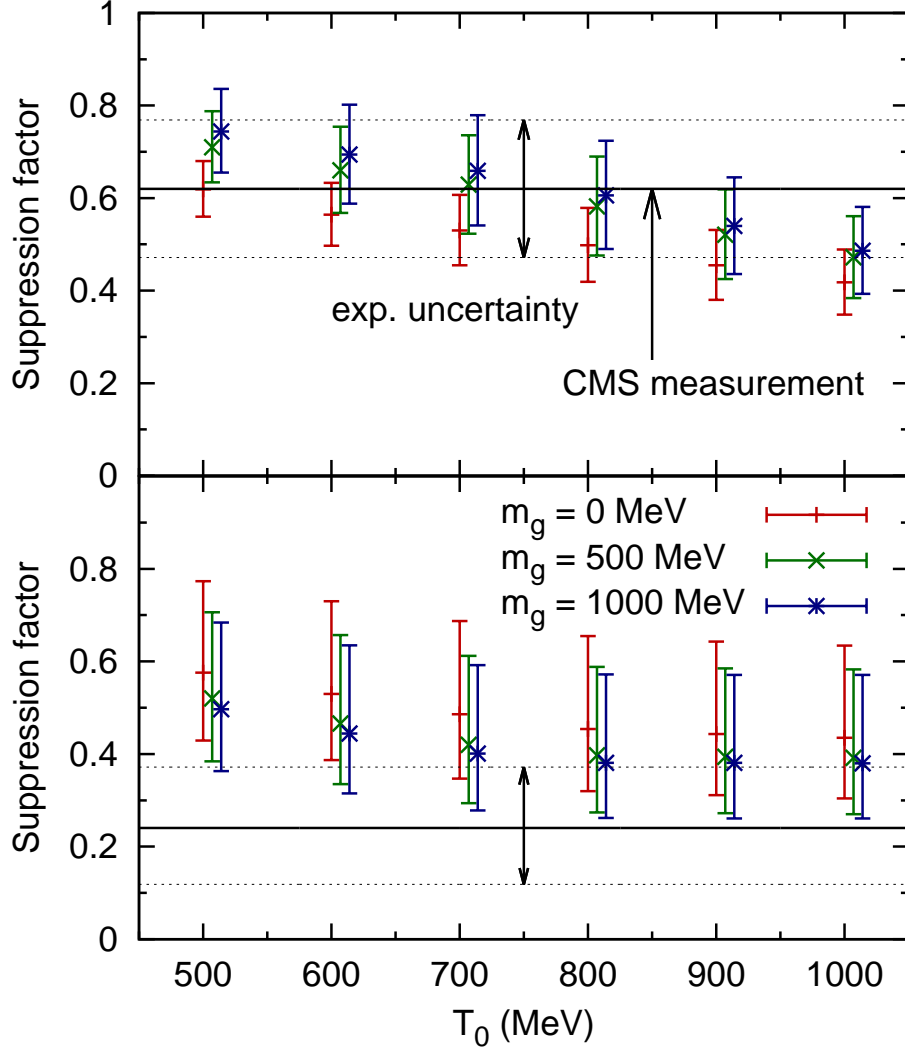 1
0.8
0.6
0.4
0.2
0
Suppression factor
exp. uncertainty
CMS measurement
m_g = 0 MeV
m_g = 500 MeV
m_g = 1000 MeV
0.8
0.6
0.4
0.2
0
Suppression factor
500 600 700 800 900 1000
T_0 (MeV)